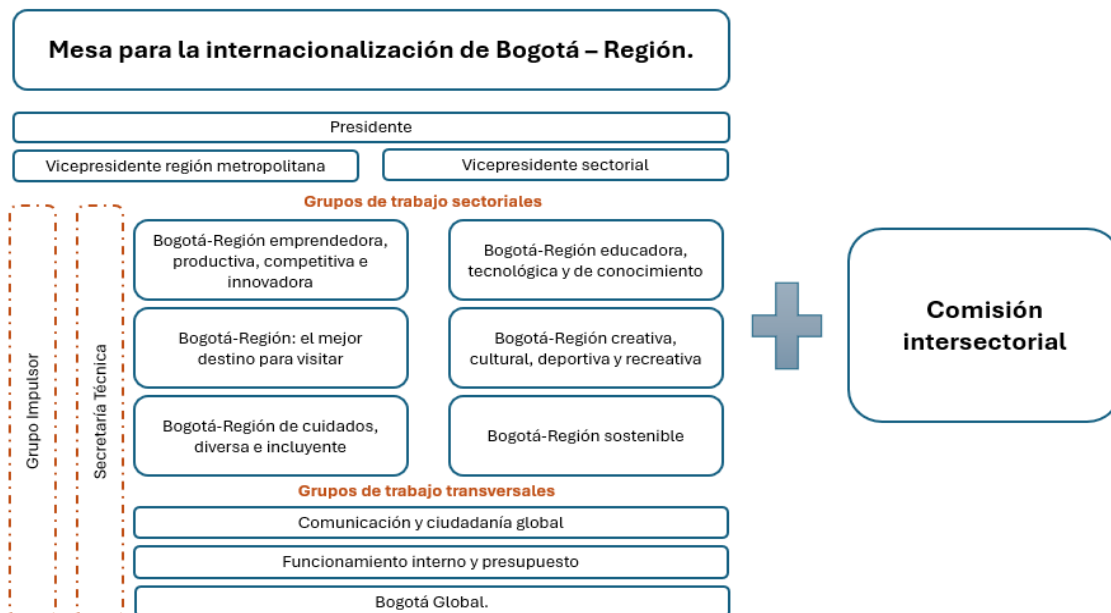 Mesa para la internacionalización de Bogotá – Región.
Presidente
Vicepresidente región metropolitana
Vicepresidente sectorial
Grupos de trabajo sectoriales
Grupo Impulsor
Secretaría Técnica
Bogotá-Región emprendedora,
productiva, competitiva e
innovadora
Bogotá-Región educadora,
tecnológica y de conocimiento
Bogotá-Región: el mejor
destino para visitar
Bogotá-Región creativa,
cultural, deportiva y recreativa
Bogotá-Región de cuidados,
diversa e incluyente
Bogotá-Región sostenible
Grupos de trabajo transversales
Comunicación y ciudadanía global
Funcionamiento interno y presupuesto
Bogotá Global.
Comisión
intersectorial